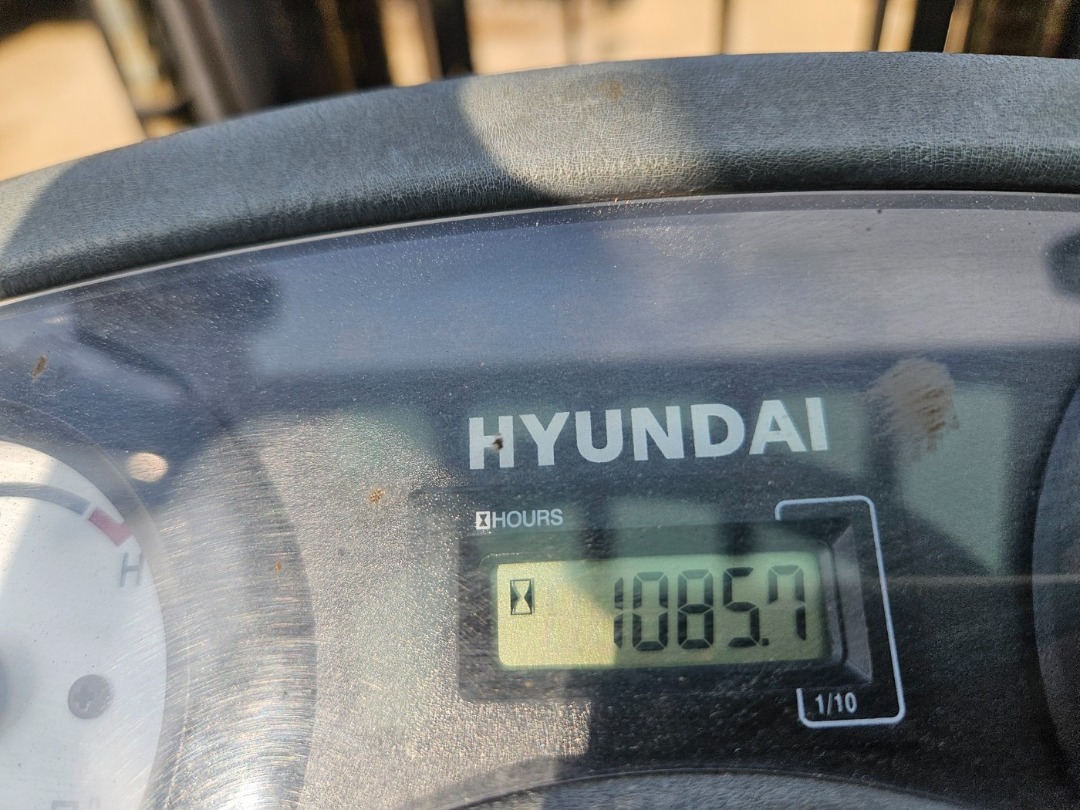 HYUNDAI
HOURS
H
1085.7
1/10